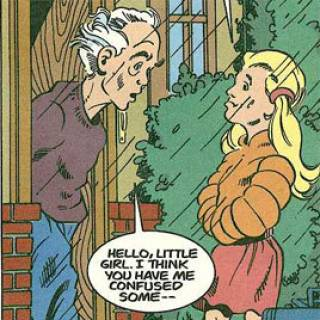 HELLO, LITTLE
GIRL. I THINK
YOU HAVE ME
CONFUSED
SOME--